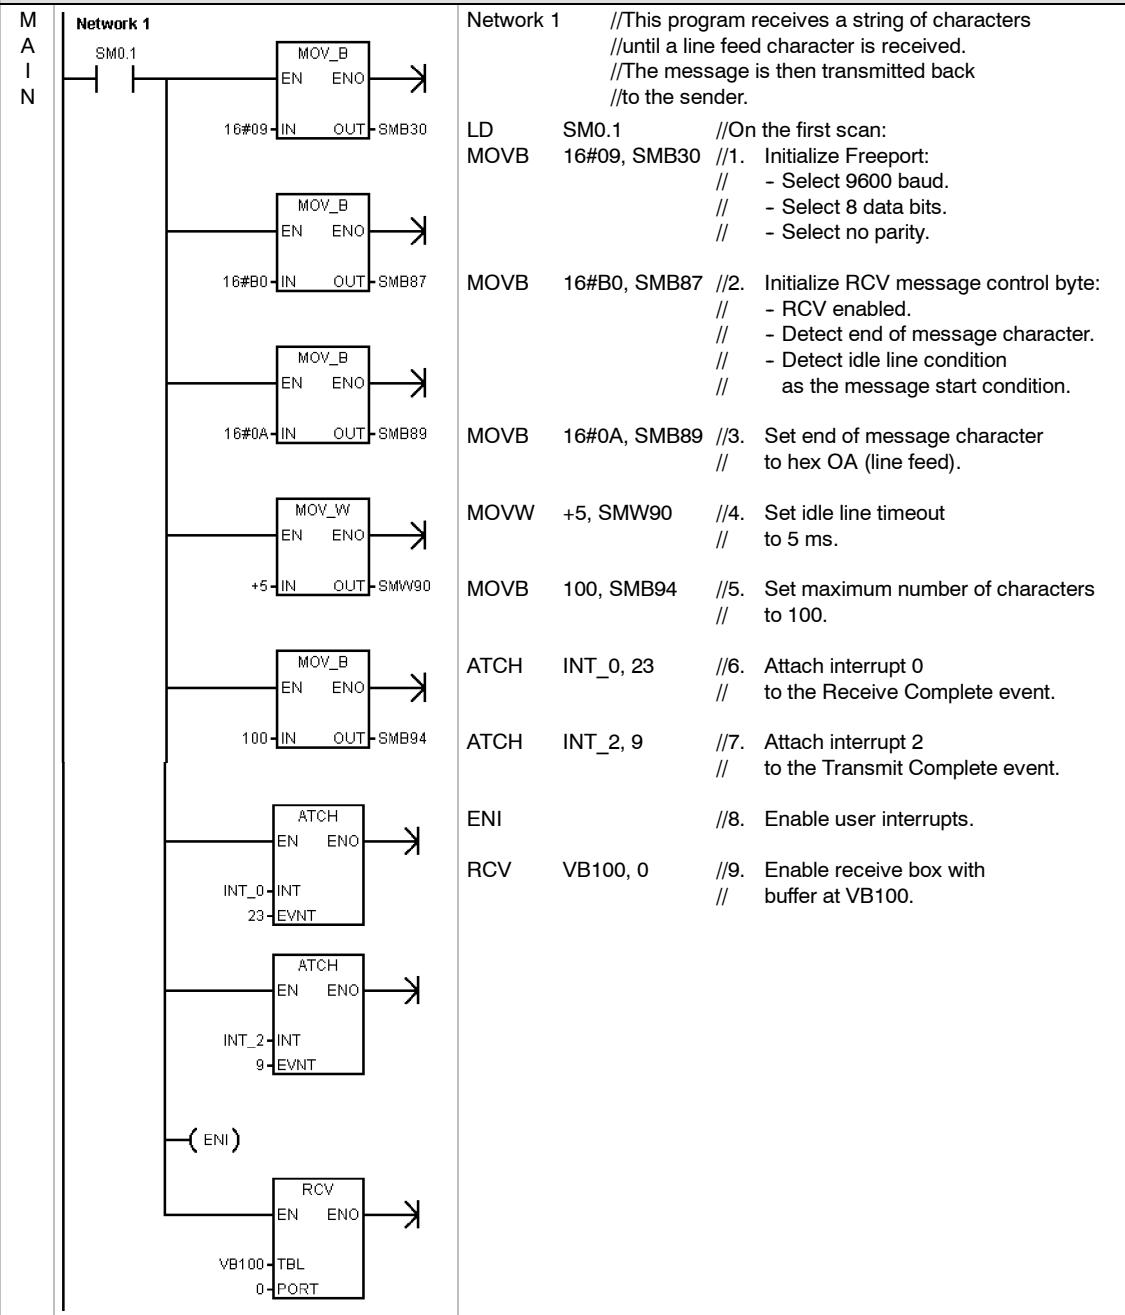 M
A
I
N
Network 1
SM0.1
MOV_B
EN ENO
16#09 IN OUT SMB30
MOV_B
EN ENO
16#B0 IN OUT SMB87
MOV_B
EN ENO
16#0A IN OUT SMB89
MOV_W
EN ENO
+5 IN OUT SMW90
MOV_B
EN ENO
100 IN OUT SMB94
ATCH
EN ENO
INT_0 INT
23 EVNT
ATCH
EN ENO
INT_2 INT
9 EVNT
ENI
RCV
EN ENO
VB100 TBL
0 PORT
Network 1 //This program receives a string of characters
//until a line feed character is received.
//The message is then transmitted back
//to the sender.
LD SM0.1 //On the first scan:
MOVB 16#09, SMB30 //1. Initialize Freeport:
// - Select 9600 baud.
// - Select 8 data bits.
// - Select no parity.
MOVB 16#B0, SMB87 //2. Initialize RCV message control byte:
// - RCV enabled.
// - Detect end of message character.
// - Detect idle line condition
// as the message start condition.
MOVB 16#0A, SMB89 //3. Set end of message character
// to hex OA (line feed).
MOVW +5, SMW90 //4. Set idle line timeout
// to 5 ms.
MOVB 100, SMB94 //5. Set maximum number of characters
// to 100.
ATCH INT_0, 23 //6. Attach interrupt 0
// to the Receive Complete event.
ATCH INT_2, 9 //7. Attach interrupt 2
// to the Transmit Complete event.
ENI //8. Enable user interrupts.
RCV VB100, 0 //9. Enable receive box with
// buffer at VB100.